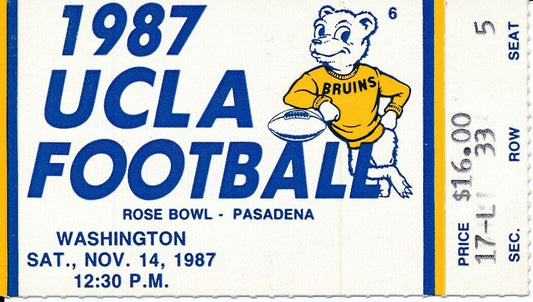 1987
UCLA
FOOTBALL
6
BRUINS
ROSE BOWL - PASADENA
WASHINGTON
SAT., NOV. 14, 1987
12:30 P.M.
PRICE $16.00
SEC. 17-L
ROW 33
SEAT 5